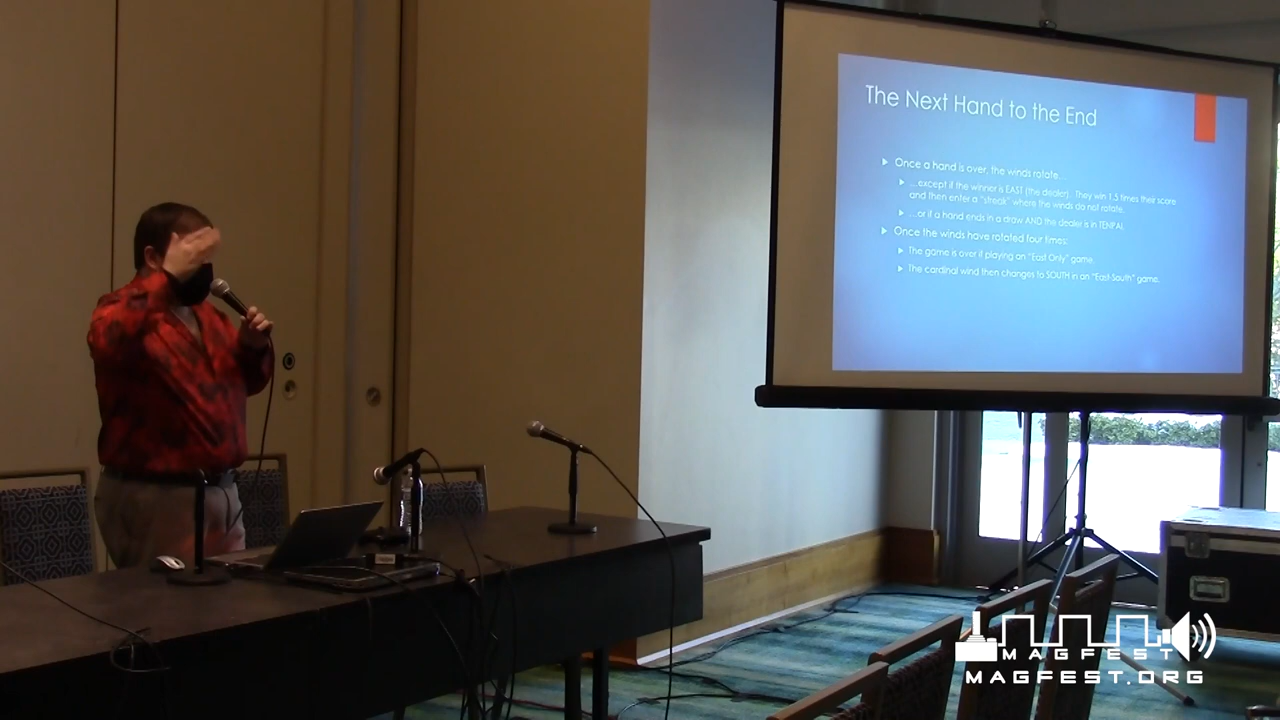 The Next Hand to the End
Once a hand is over, the winds rotate...
...except if the winner is EAST (the dealer). They win 1.5 times their score
and then enter a "streak" where the winds do not rotate.
...or if a hand ends in a draw AND the dealer is in TENPAI.
Once the winds have rotated four times:
The game is over if playing an "East Only" game.
The cardinal wind then changes to SOUTH in an "East-South" game.
MAGFEST
MAGFEST.ORG